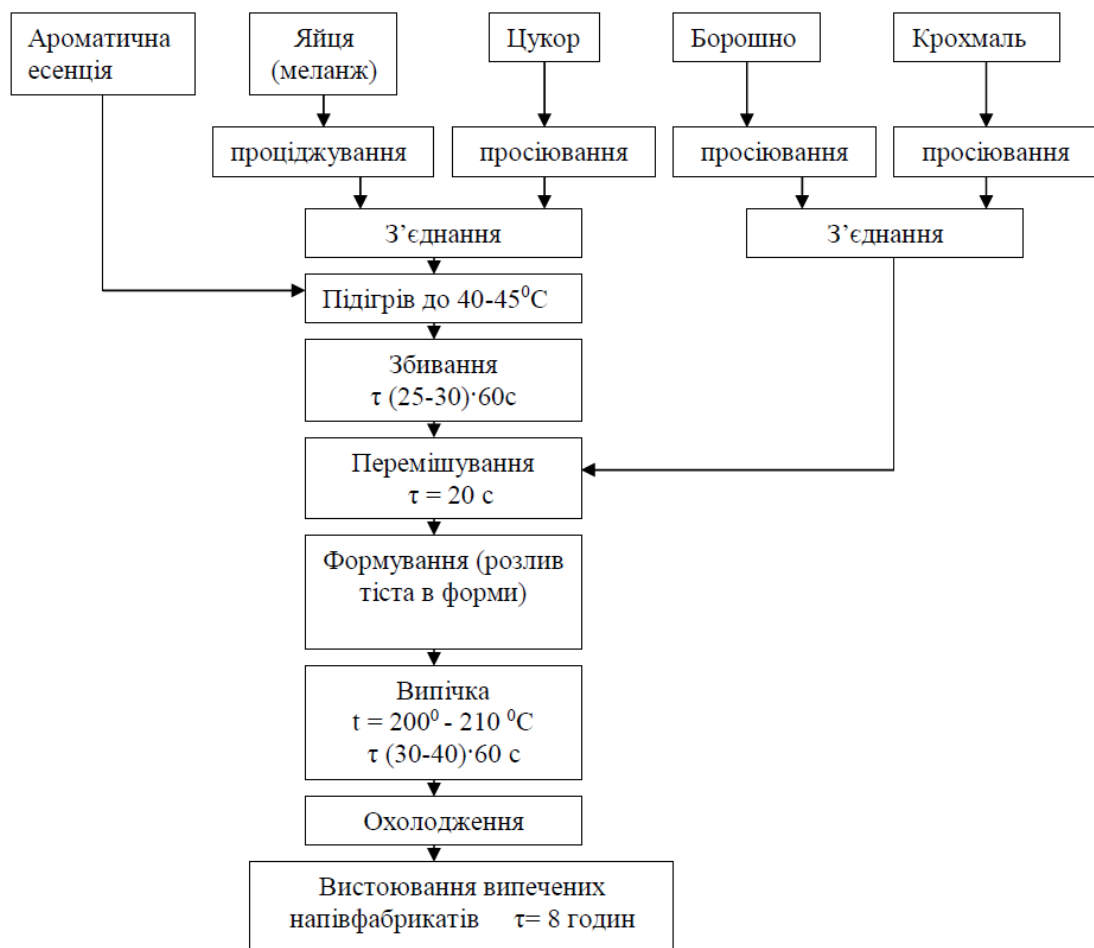 Ароматична
есенція
Яйця
(меланж)
Цукор
Борошно
Крохмаль
проціджування
просіювання
просіювання
просіювання
З’єднання
З’єднання
Підігрів до 40-45⁰С
Збивання
τ (25-30)·60с
Перемішування
τ = 20 с
Формування (розлив
тіста в форми)
Випічка
t = 200⁰ - 210 ⁰С
τ (30-40)·60 с
Охолодження
Вистоювання випечених
напівфабрикатів τ= 8 годин